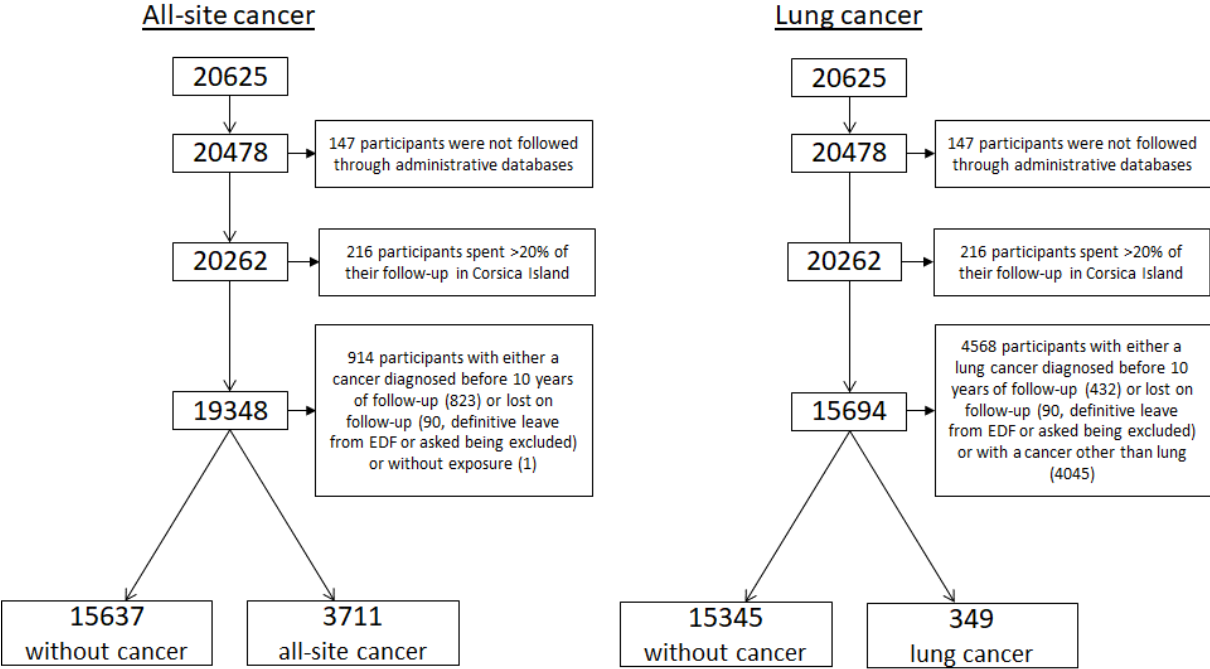 All-site cancer
20625
20478
147 participants were not followed
through administrative databases
20262
216 participants spent >20% of
their follow-up in Corsica Island
19348
914 participants with either a
cancer diagnosed before 10 years
of follow-up (823) or lost on
follow-up (90, definitive leave
from EDF or asked being excluded)
or without exposure (1)
15637
without cancer
3711
all-site cancer
Lung cancer
20625
20478
147 participants were not followed
through administrative databases
20262
216 participants spent >20% of
their follow-up in Corsica Island
15694
4568 participants with either a
lung cancer diagnosed before 10
years of follow-up (432) or lost on
follow-up (90, definitive leave
from EDF or asked being excluded)
or with a cancer other than lung
(4045)
15345
without cancer
349
lung cancer